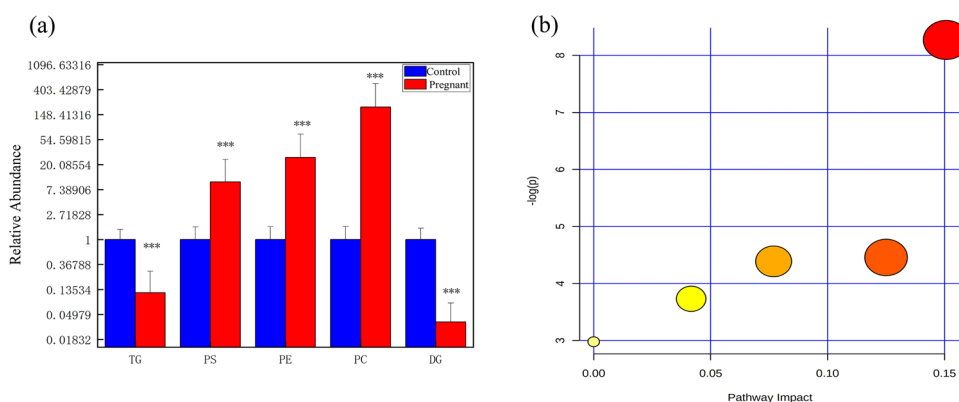 (a)
(b)
Relative Abundance
1096.63316
403.42879
148.41316
54.59815
20.08554
7.38906
2.71828
1
0.36788
0.13534
0.04979
0.01832
Control
Pregnant
***
***
***
***
***
TG PS PE PC DG
-log(p)
8
7
6
5
4
3
0.00 0.05 0.10 0.15
Pathway Impact